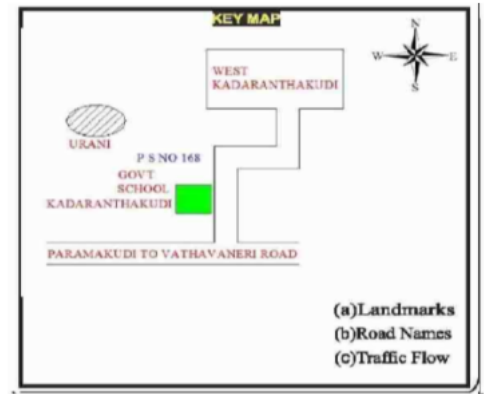 KEY MAP
N
W E
S
WEST
KADARANTHAKUDI
URANI
P S NO 168
GOVT
SCHOOL
KADARANTHAKUDI
PARAMAKUDI TO VATHAVANERI ROAD
(a)Landmarks
(b)Road Names
(c)Traffic Flow